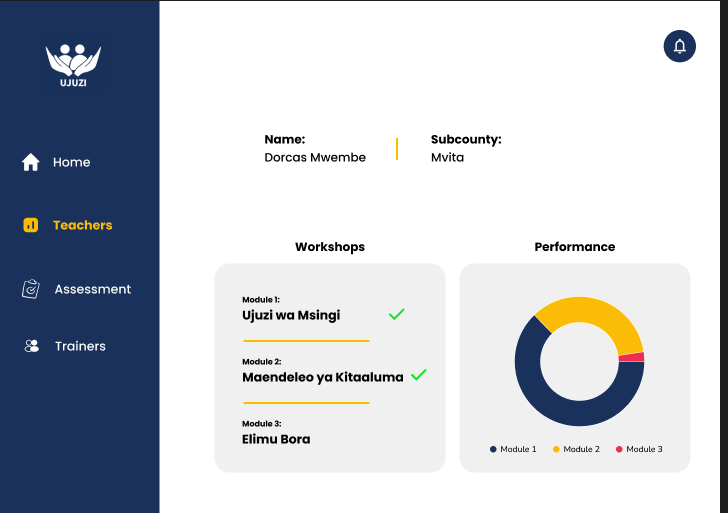 UJUZI
Home
Teachers
Assessment
Trainers
Name:
Dorcas Mwembe
Subcounty:
Mvita
Workshops
Module 1:
Ujuzi wa Msingi
Module 2:
Maendeleo ya Kitaaluma
Module 3:
Elimu Bora
Performance
Module 1
Module 2
Module 3